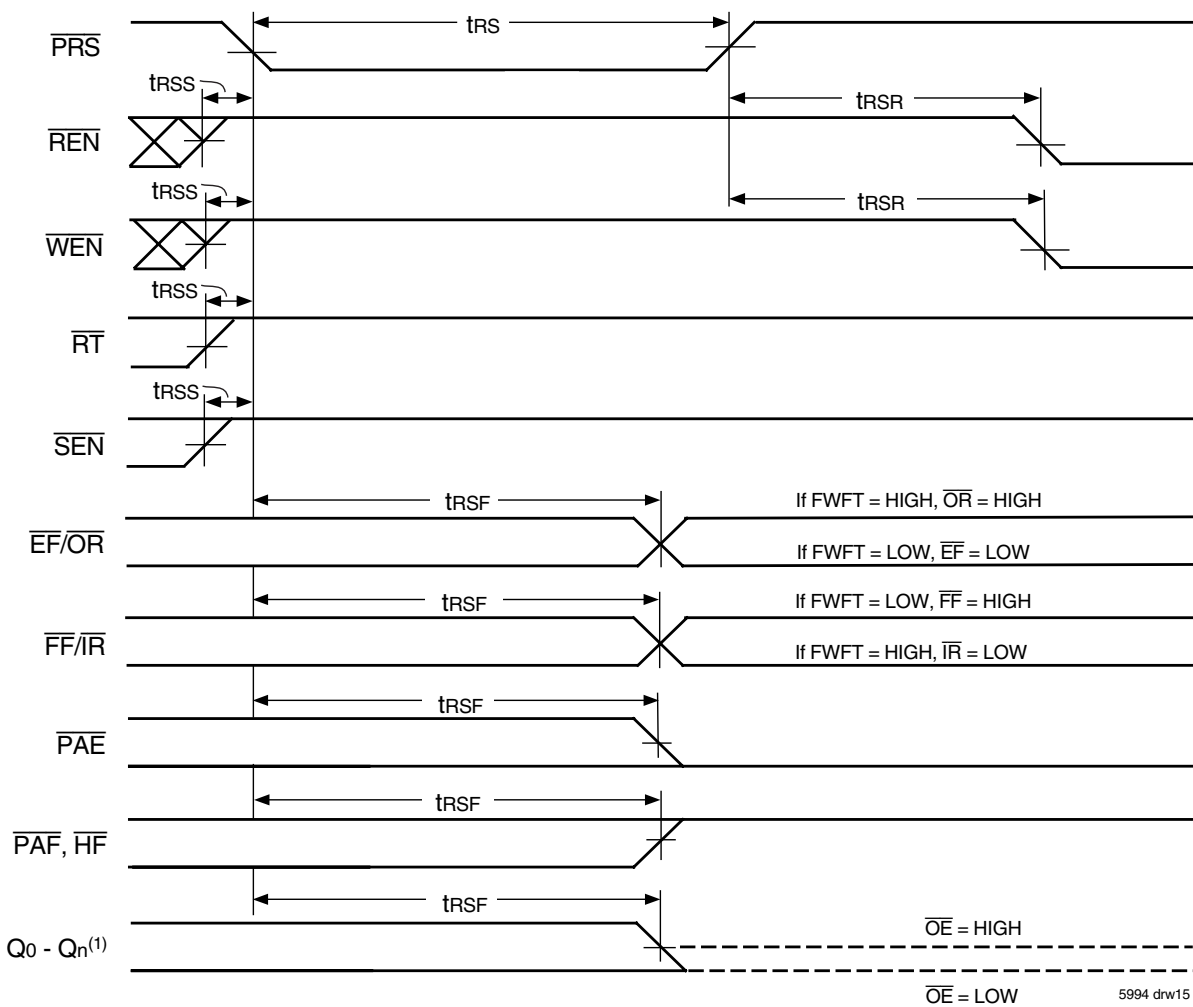 tRS
PRS
tRSS
tRSR
REN
tRSS
tRSR
WEN
tRSS
RT
tRSS
SEN
tRSF
If FWFT = HIGH, OR = HIGH
EF/OR
If FWFT = LOW, EF = LOW
tRSF
If FWFT = LOW, FF = HIGH
FF/IR
If FWFT = HIGH, IR = LOW
tRSF
PAE
tRSF
PAF, HF
tRSF
OE = HIGH
Q0 - Qn(1)
OE = LOW
5994 drw15